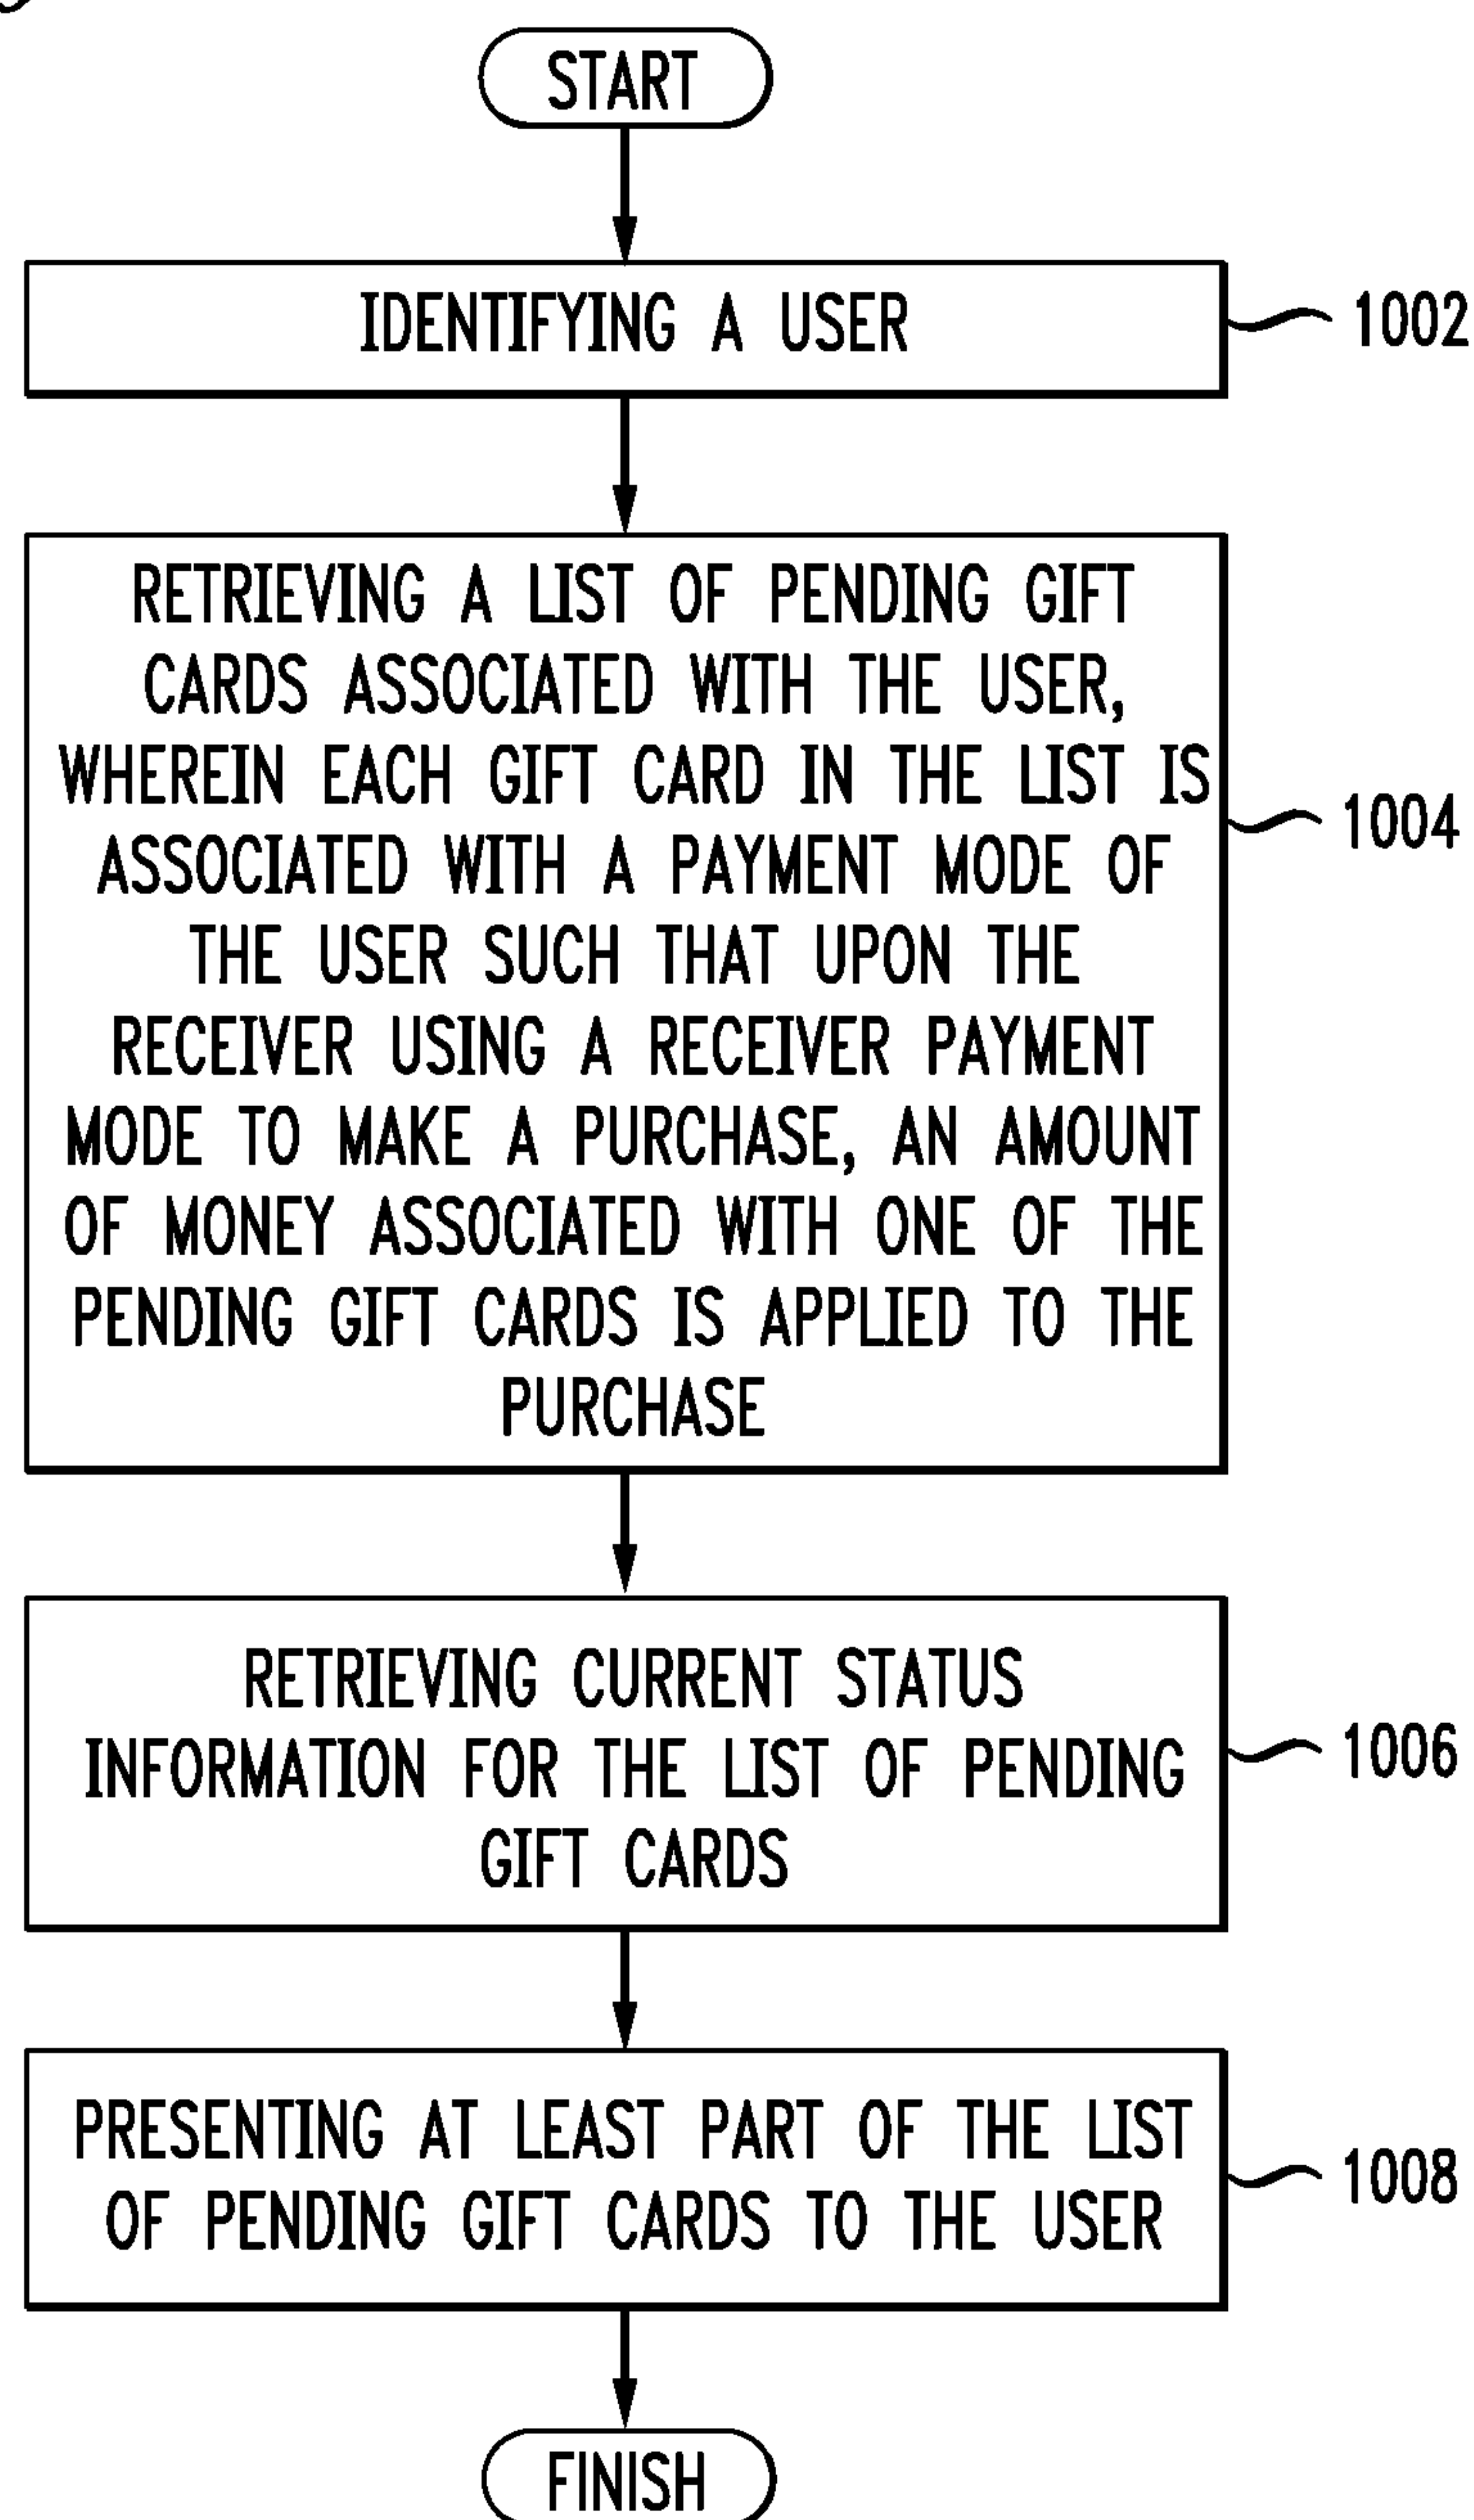 START
IDENTIFYING A USER
1002
RETRIEVING A LIST OF PENDING GIFT
CARDS ASSOCIATED WITH THE USER,
WHEREIN EACH GIFT CARD IN THE LIST IS
ASSOCIATED WITH A PAYMENT MODE OF
THE USER SUCH THAT UPON THE
RECEIVER USING A RECEIVER PAYMENT
MODE TO MAKE A PURCHASE, AN AMOUNT
OF MONEY ASSOCIATED WITH ONE OF THE
PENDING GIFT CARDS IS APPLIED TO THE
PURCHASE
1004
RETRIEVING CURRENT STATUS
INFORMATION FOR THE LIST OF PENDING
GIFT CARDS
1006
PRESENTING AT LEAST PART OF THE LIST
OF PENDING GIFT CARDS TO THE USER
1008
FINISH